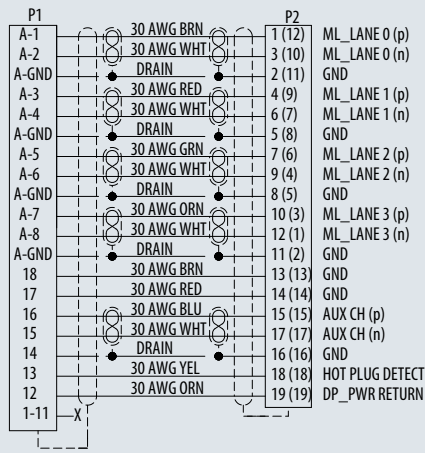 P1 P2
A-1 30 AWG BRN 1 (12) ML_LANE 0 (p)
A-2 30 AWG WHT 3 (10) ML_LANE 0 (n)
A-GND DRAIN 2 (11) GND
A-3 30 AWG RED 4 (9) ML_LANE 1 (p)
A-4 30 AWG WHT 6 (7) ML_LANE 1 (n)
A-GND DRAIN 5 (8) GND
A-5 30 AWG GRN 7 (6) ML_LANE 2 (p)
A-6 30 AWG WHT 9 (4) ML_LANE 2 (n)
A-GND DRAIN 8 (5) GND
A-7 30 AWG ORN 10 (3) ML_LANE 3 (p)
A-8 30 AWG WHT 12 (1) ML_LANE 3 (n)
A-GND DRAIN 11 (2) GND
18 30 AWG BRN 13 (13) GND
17 30 AWG RED 14 (14) GND
16 30 AWG BLU 15 (15) AUX CH (p)
15 30 AWG WHT 17 (17) AUX CH (n)
14 DRAIN 16 (16) GND
13 30 AWG YEL 18 (18) HOT PLUG DETECT
12 30 AWG ORN 19 (19) DP_PWR RETURN
1-11 X